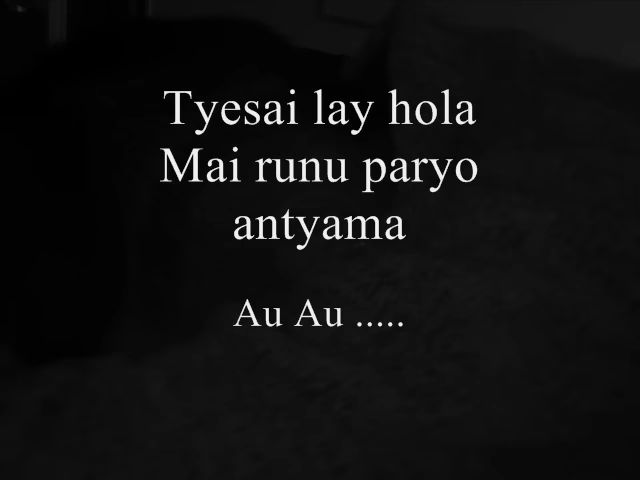 Tyesai lay hola
Mai runu paryo
antyama
Au Au .....